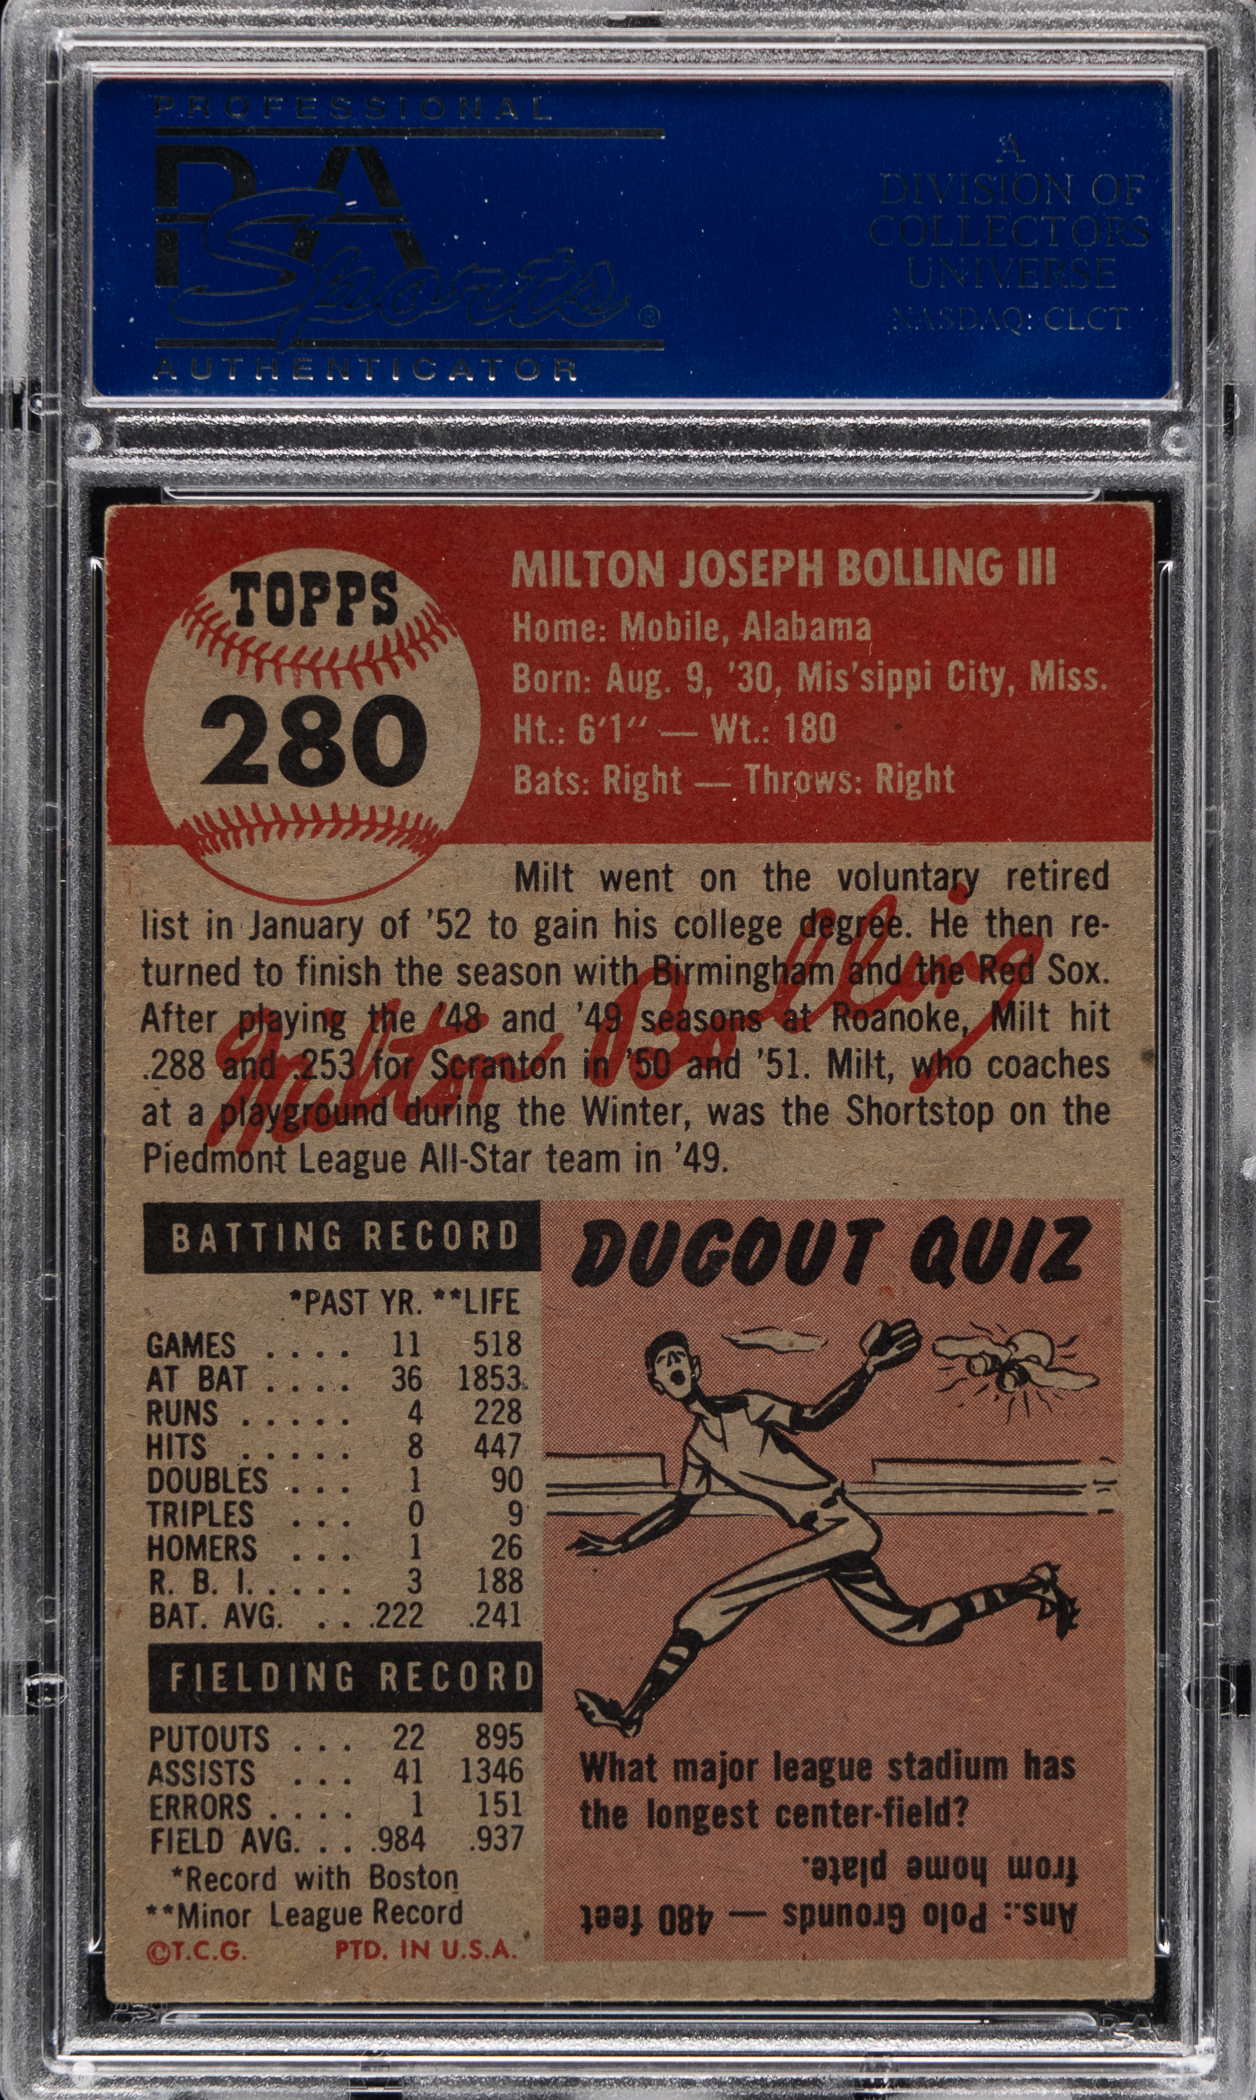 PROFESSIONAL
PSA
Sports®
AUTHENTICATOR
A
DIVISION OF
COLLECTORS
UNIVERSE
NASDAQ: CLCT
TOPPS
280
MILTON JOSEPH BOLLING III
Home: Mobile, Alabama
Born: Aug. 9, '30, Mis'sippi City, Miss.
Ht.: 6'1" — Wt.: 180
Bats: Right — Throws: Right
Milt went on the voluntary retired
list in January of '52 to gain his college degree. He then re-
turned to finish the season with Birmingham and the Red Sox.
After playing the '48 and '49 seasons at Roanoke, Milt hit
.288 and .253 for Scranton in '50 and '51. Milt, who coaches
at a playground during the Winter, was the Shortstop on the
Piedmont League All-Star team in '49.
Milton Bolling
BATTING RECORD
*PAST YR. **LIFE
GAMES .... 11 518
AT BAT .... 36 1853
RUNS ..... 4 228
HITS ..... 8 447
DOUBLES ... 1 90
TRIPLES ... 0 9
HOMERS ... 1 26
R. B. I. .... 3 188
BAT. AVG. ... .222 .241
FIELDING RECORD
PUTOUTS ... 22 895
ASSISTS ... 41 1346
ERRORS .... 1 151
FIELD AVG. ... .984 .937
*Record with Boston
**Minor League Record
©T.C.G. PTD. IN U.S.A.
DUGOUT QUIZ
What major league stadium has
the longest center-field?
Ans.: Polo Grounds — 480 feet
from home plate.